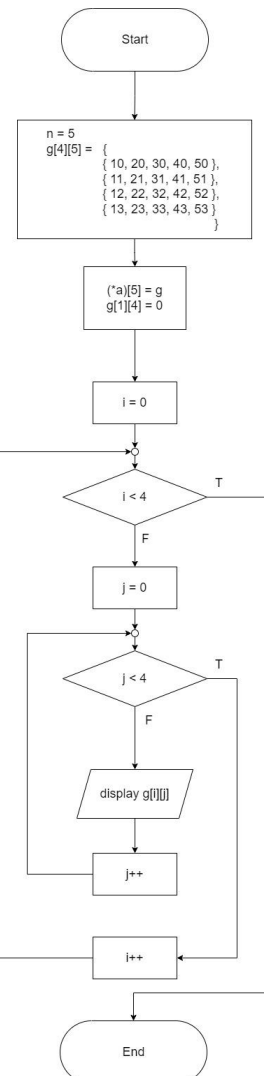 Start
n = 5
g[4][5] = {
{ 10, 20, 30, 40, 50 },
{ 11, 21, 31, 41, 51 },
{ 12, 22, 32, 42, 52 },
{ 13, 23, 33, 43, 53 }
}
(*a)[5] = g
g[1][4] = 0
i = 0
i < 4
T
F
j = 0
j < 4
T
F
display g[i][j]
j++
i++
End